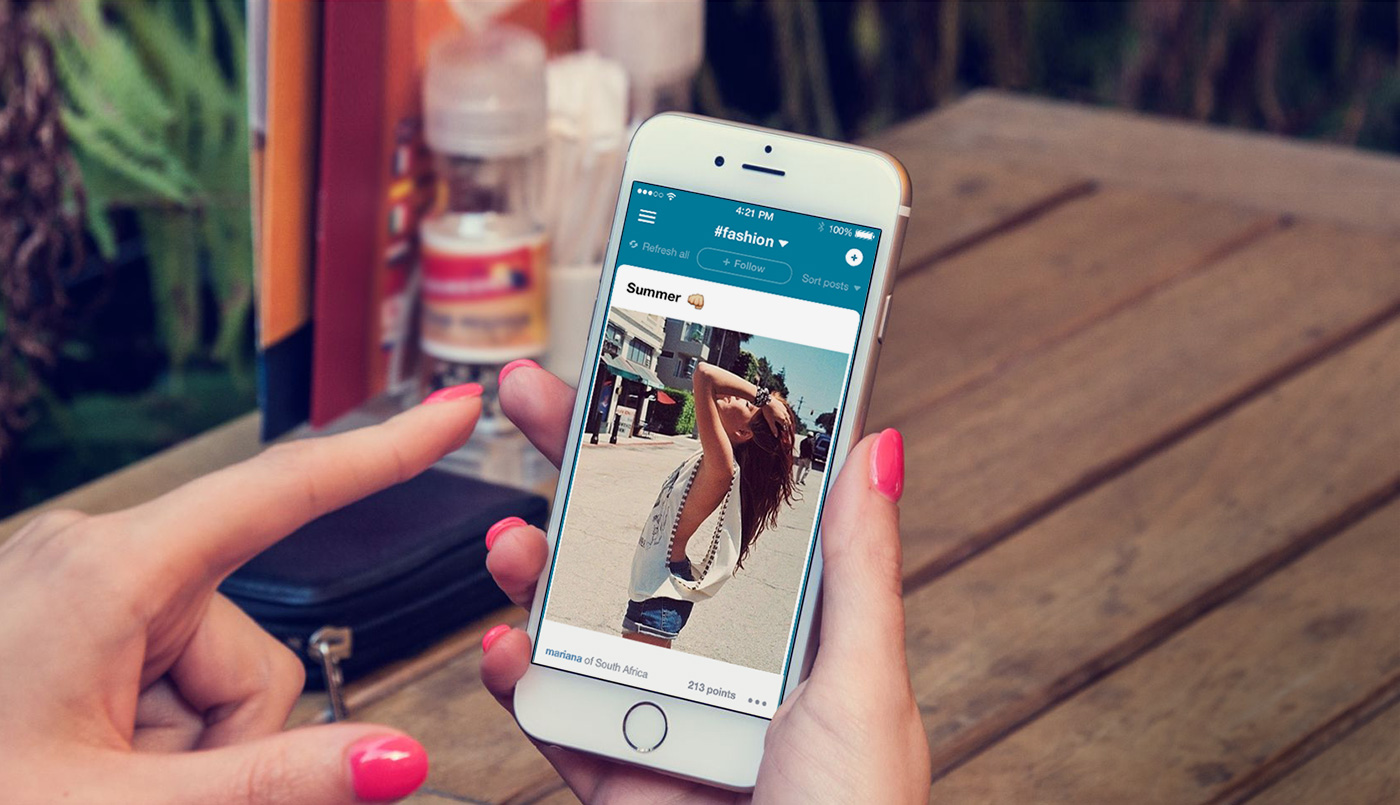 4:21 PM
100%
#fashion
Refresh all
+ Follow
Sort posts
Summer 👊
mariana of South Africa
213 points